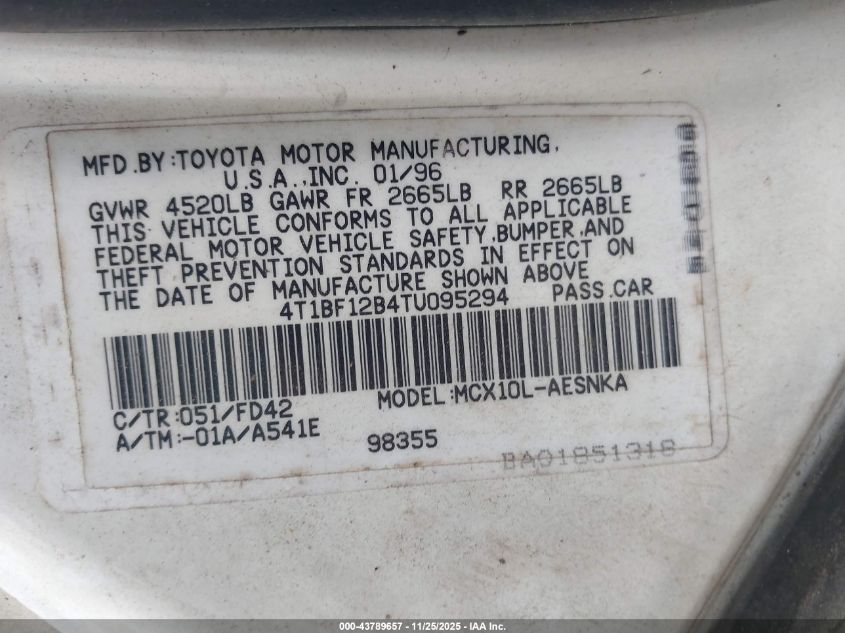 MFD.BY:TOYOTA MOTOR MANUFACTURING,
U.S.A.,INC. 01/96
GVWR 4520LB GAWR FR 2665LB RR 2665LB
THIS VEHICLE CONFORMS TO ALL APPLICABLE
FEDERAL MOTOR VEHICLE SAFETY,BUMPER,AND
THEFT PREVENTION STANDARDS IN EFFECT ON
THE DATE OF MANUFACTURE SHOWN ABOVE
4T1BF12B4TU095294 PASS.CAR
C/TR:051/FD42 MODEL:MCX10L-AESNKA
A/TM:-01A/A541E 98355
BA01851318
000-43789657 - 11/25/2025 - IAA Inc.